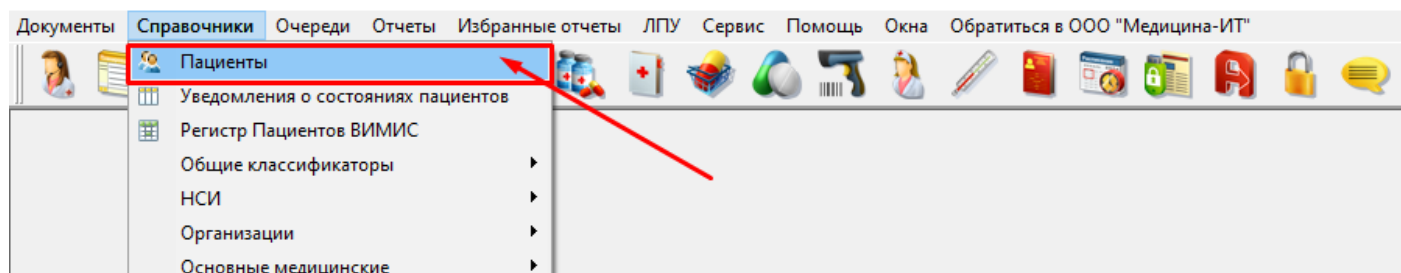 Документы Справочники Очереди Отчеты Избранные отчеты ЛПУ Сервис Помощь Окна Обратиться в ООО "Медицина-ИТ"
Пациенты
Уведомления о состояниях пациентов
Регистр Пациентов ВИМИС
Общие классификаторы
НСИ
Организации
Основные медицинские